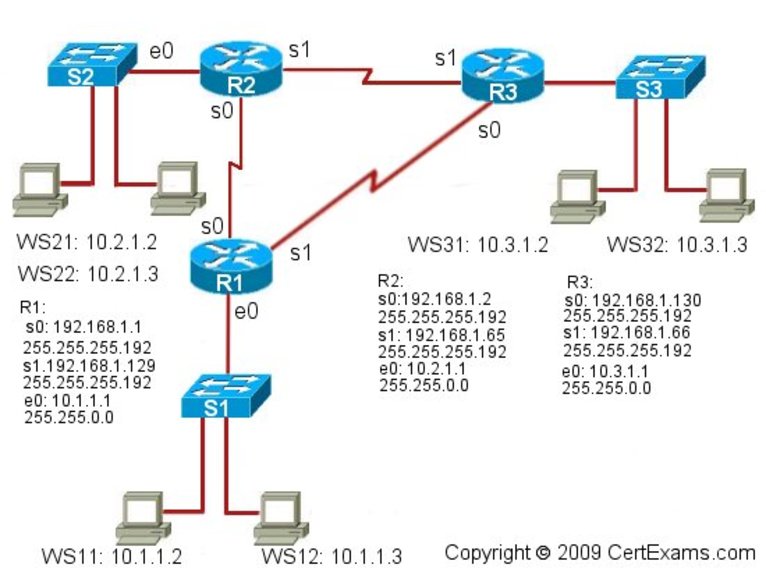 e0
s1
S2
R2
s0
s1
R3
s0
S3
WS21: 10.2.1.2
WS22: 10.2.1.3
s0
s1
R1
e0
WS31: 10.3.1.2
WS32: 10.3.1.3
R1:
s0: 192.168.1.1
255.255.255.192
s1.192.168.1.129
255.255.255.192
e0: 10.1.1.1
255.255.0.0
R2:
s0:192.168.1.2
255.255.255.192
s1: 192.168.1.65
255.255.255.192
e0: 10.2.1.1
255.255.0.0
R3:
s0: 192.168.1.130
255.255.255.192
s1: 192.168.1.66
255.255.255.192
e0: 10.3.1.1
255.255.0.0
S1
WS11: 10.1.1.2
WS12: 10.1.1.3
Copyright © 2009 CertExams.com